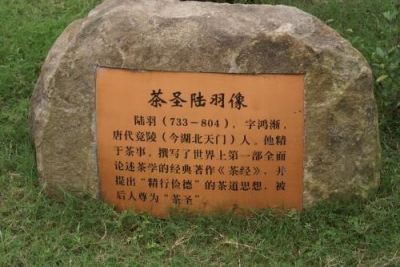 茶圣陆羽像
陆羽(733-804),字鸿渐,
唐代竟陵(今湖北天门)人。他精
于茶事,撰写了世界上第一部全面
论述茶学的经典著作《茶经》,并
提出“精行俭德”的茶道思想,被
后人尊为“茶圣”。